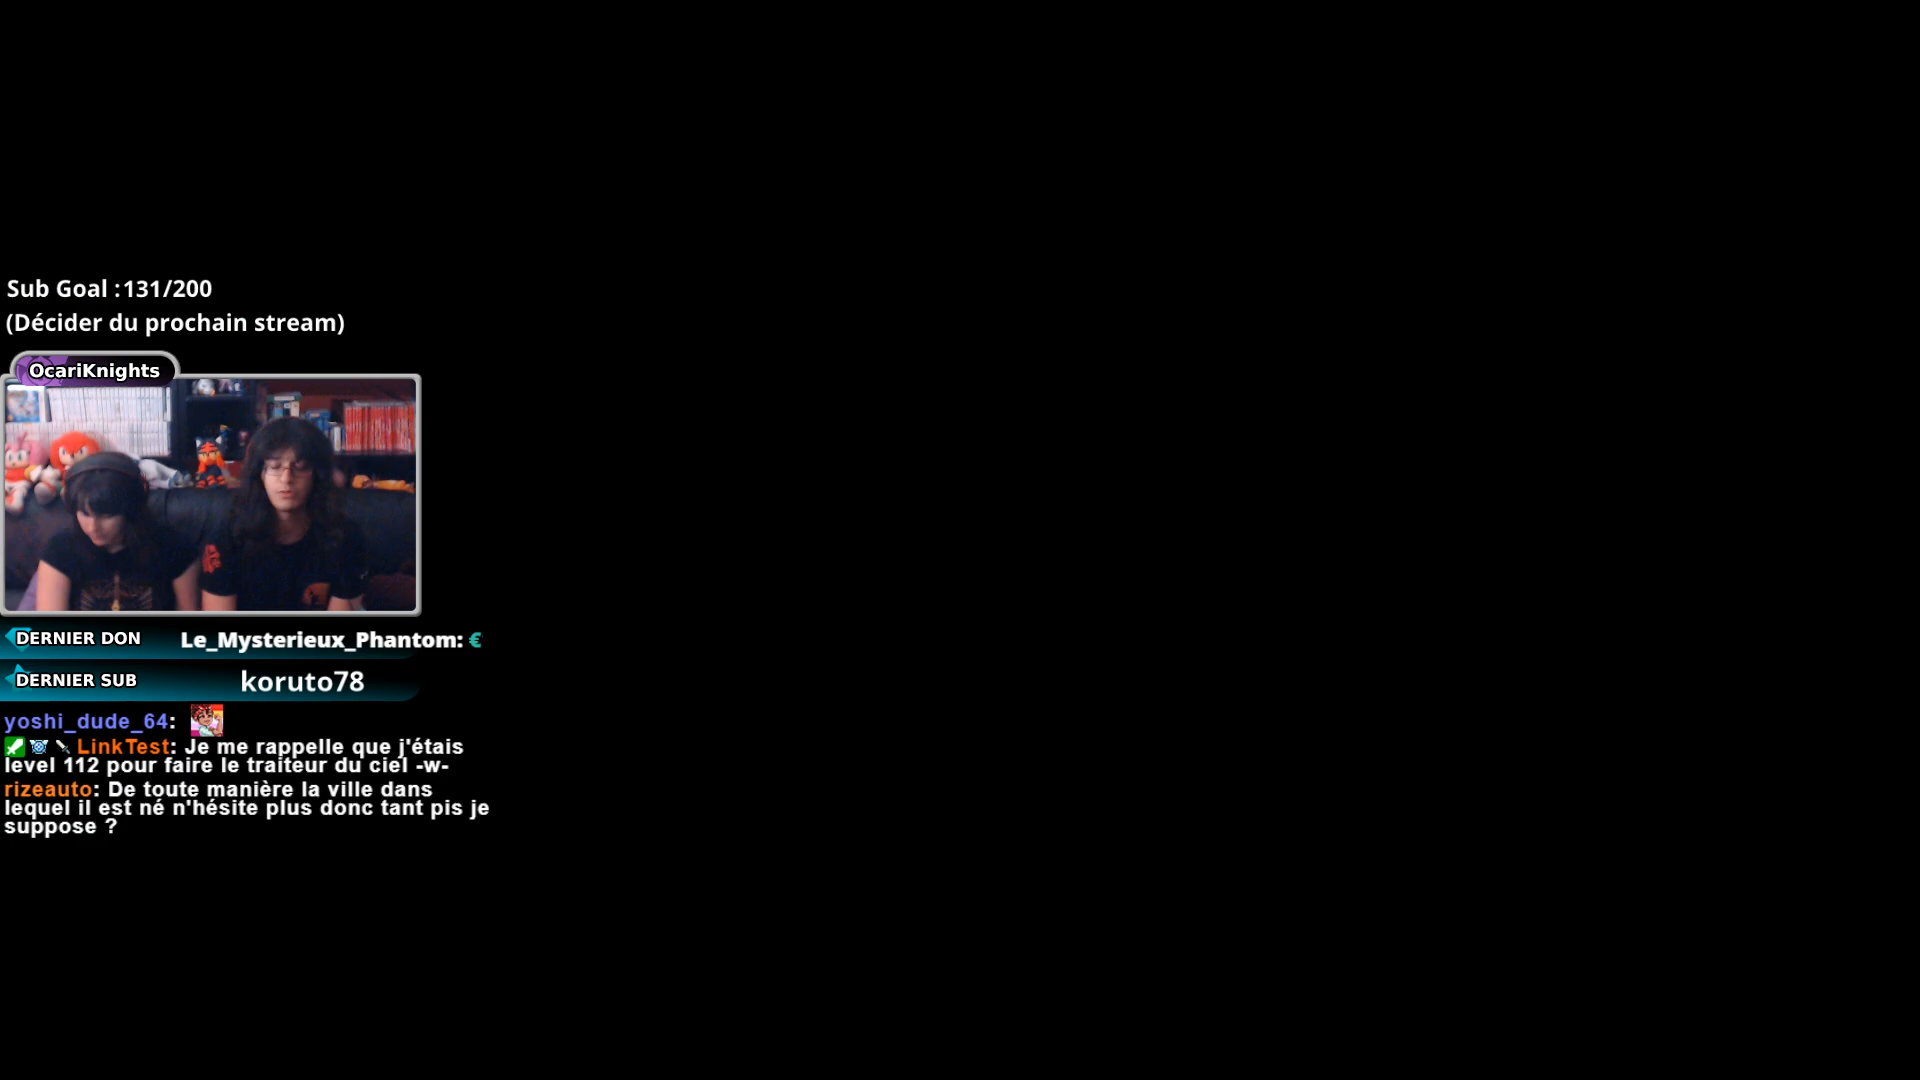 Sub Goal :131/200
(Décider du prochain stream)
OcariKnights
DERNIER DON Le_Mysterieux_Phantom: €
DERNIER SUB koruto78
yoshi_dude_64:
LinkTest: Je me rappelle que j'étais
level 112 pour faire le traiteur du ciel -w-
rizeauto: De toute manière la ville dans
lequel il est né n'hésite plus donc tant pis je
suppose ?